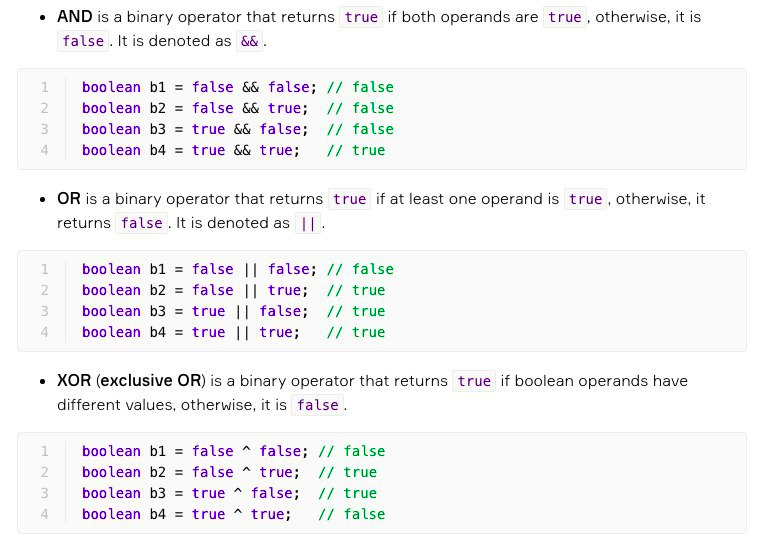 • AND is a binary operator that returns true if both operands are true , otherwise, it is
false . It is denoted as && .
1 boolean b1 = false && false; // false
2 boolean b2 = false && true;  // false
3 boolean b3 = true && false;  // false
4 boolean b4 = true && true;   // true
• OR is a binary operator that returns true if at least one operand is true , otherwise, it
returns false . It is denoted as || .
1 boolean b1 = false || false; // false
2 boolean b2 = false || true;  // true
3 boolean b3 = true || false;  // true
4 boolean b4 = true || true;   // true
• XOR (exclusive OR) is a binary operator that returns true if boolean operands have
different values, otherwise, it is false .
1 boolean b1 = false ^ false; // false
2 boolean b2 = false ^ true;  // true
3 boolean b3 = true ^ false;  // true
4 boolean b4 = true ^ true;   // false